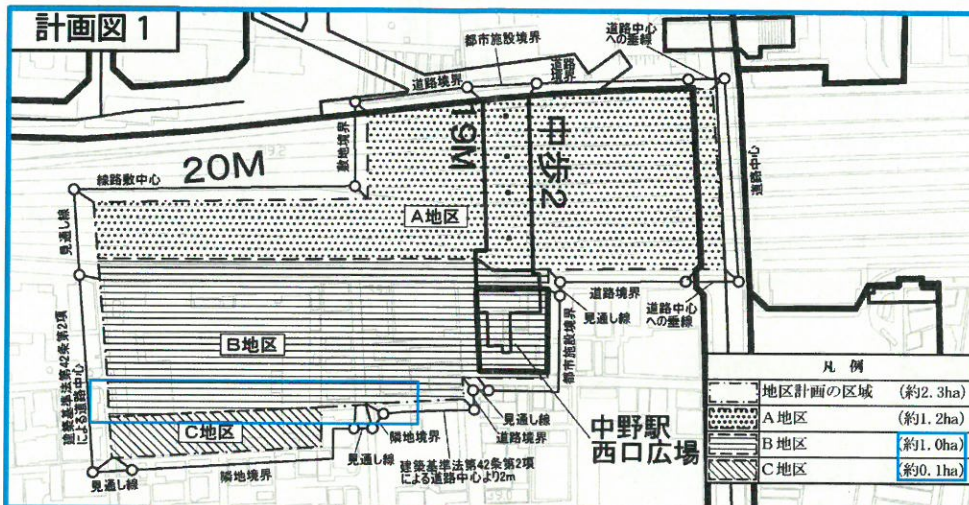 計画図1
都市施設境界
道路中心
への垂線
道路境界
道路
境界
19M
中歩2
敷地境界
20M
線路敷中心
道路中心
見通し線
A地区
道路境界
道路中心
への垂線
見通し線
B地区
都市施設境界
建築基準法第42条第2項
による道路中心
C地区
見通し線
道路境界
隣地境界
見通し線
中野駅
西口広場
見通し線
隣地境界
建築基準法第42条第2項
による道路中心より2m
凡例
地区計画の区域 (約2.3ha)
A地区 (約1.2ha)
B地区 (約1.0ha)
C地区 (約0.1ha)